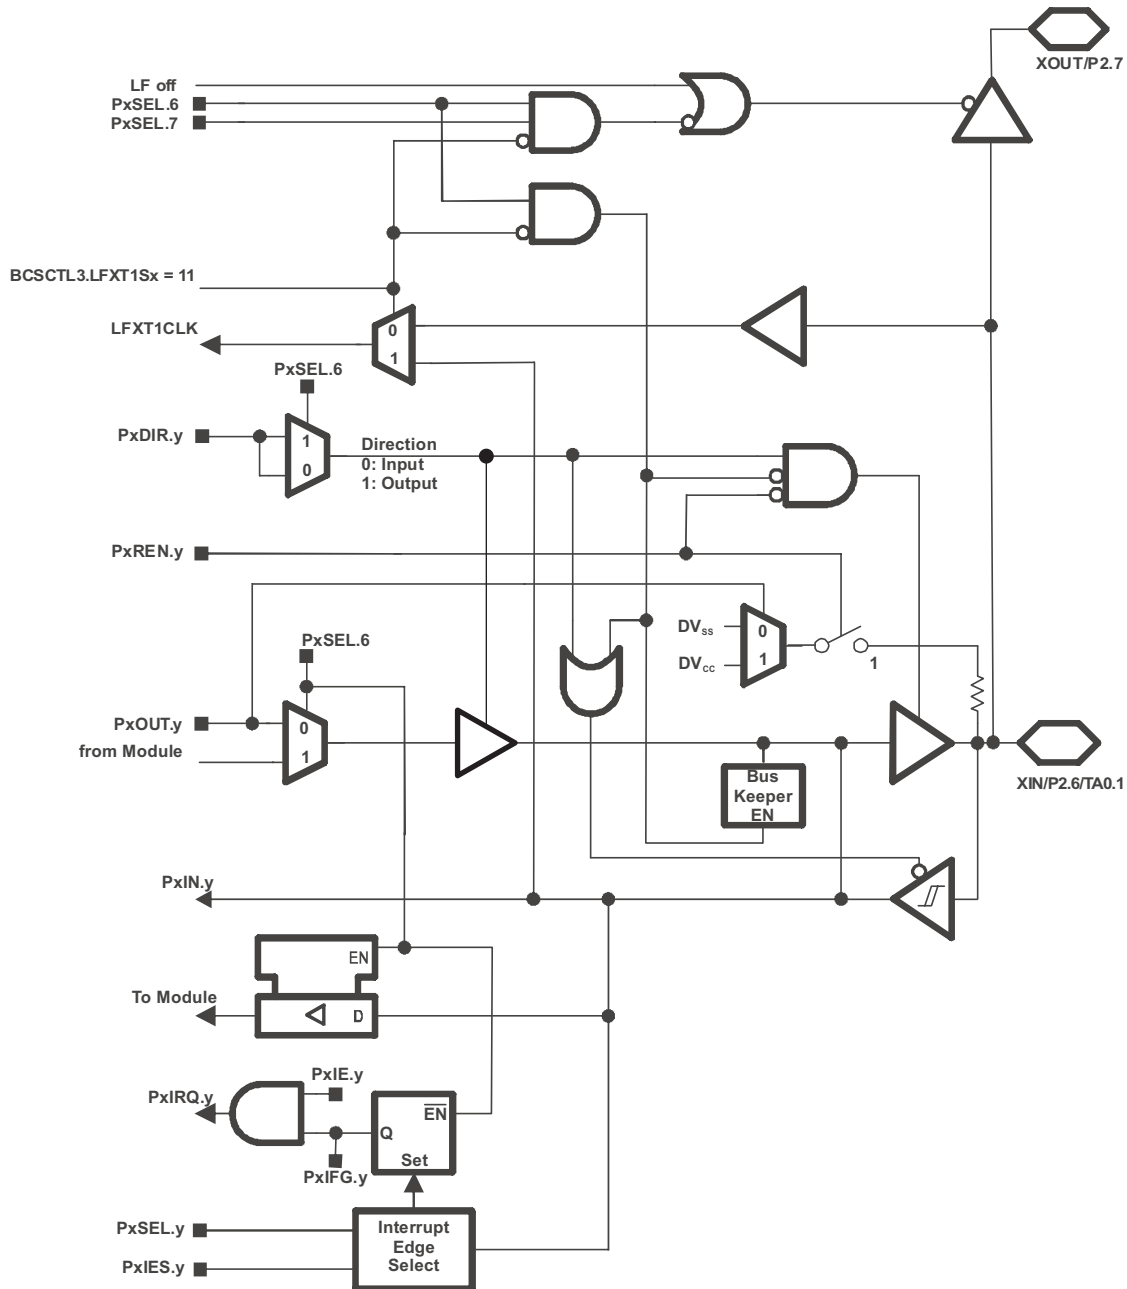 XOUT/P2.7
LF off
PxSEL.6
PxSEL.7
BCSCTL3.LFXT1Sx = 11
LFXT1CLK
0
1
PxSEL.6
PxDIR.y
1
0
Direction
0: Input
1: Output
PxREN.y
DVss
0
DVcc
1
1
PxSEL.6
PxOUT.y
0
from Module
1
Bus
Keeper
EN
XIN/P2.6/TA0.1
PxIN.y
EN
To Module
D
PxIE.y
PxIRQ.y
EN
Q
Set
PxIFG.y
PxSEL.y
Interrupt
Edge
Select
PxIES.y